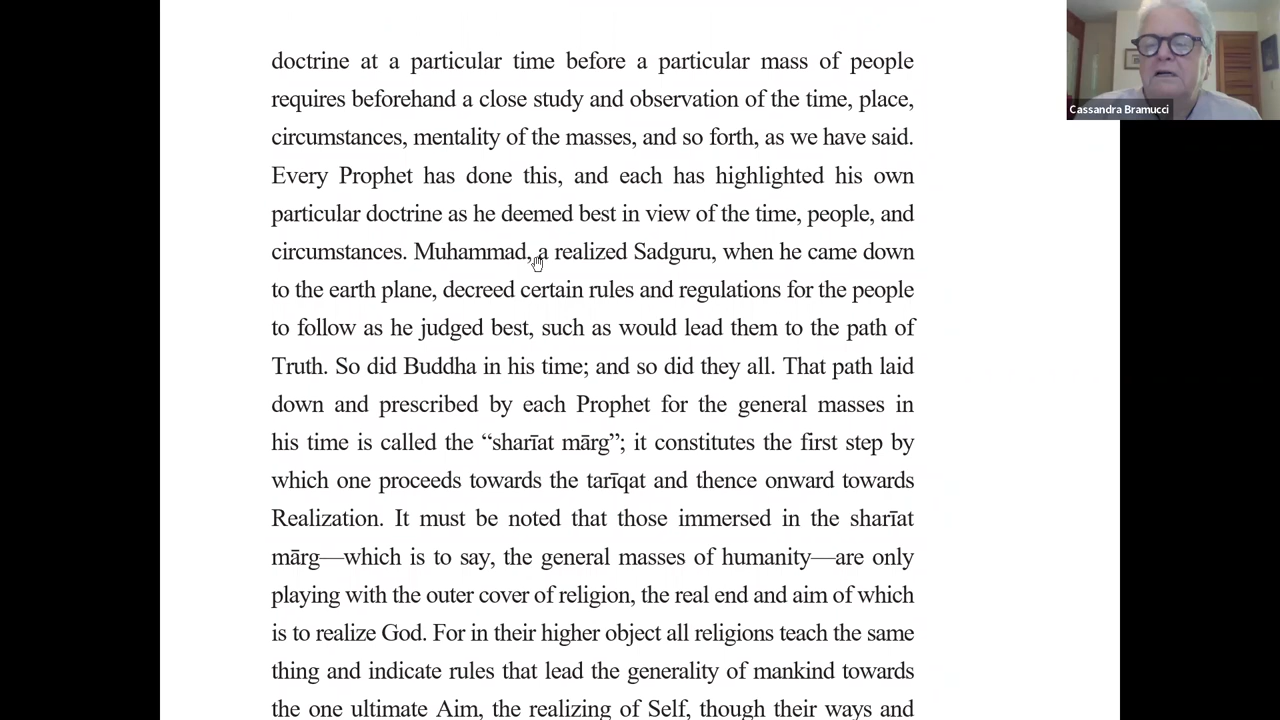 doctrine at a particular time before a particular mass of people
requires beforehand a close study and observation of the time, place,
circumstances, mentality of the masses, and so forth, as we have said.
Every Prophet has done this, and each has highlighted his own
particular doctrine as he deemed best in view of the time, people, and
circumstances. Muhammad, a realized Sadguru, when he came down
to the earth plane, decreed certain rules and regulations for the people
to follow as he judged best, such as would lead them to the path of
Truth. So did Buddha in his time; and so did they all. That path laid
down and prescribed by each Prophet for the general masses in
his time is called the “sharīat mārg”; it constitutes the first step by
which one proceeds towards the tarīqat and thence onward towards
Realization. It must be noted that those immersed in the sharīat
mārg—which is to say, the general masses of humanity—are only
playing with the outer cover of religion, the real end and aim of which
is to realize God. For in their higher object all religions teach the same
thing and indicate rules that lead the generality of mankind towards
the one ultimate Aim, the realizing of Self, though their ways and
Cassandra Bramucci